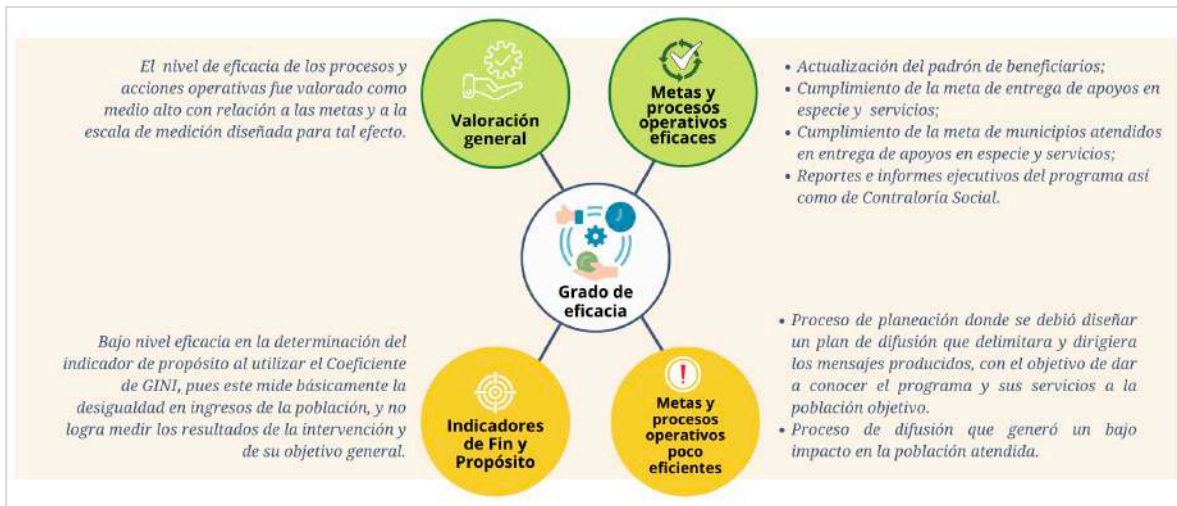 El nivel de eficacia de los procesos y
acciones operativas fue valorado como
medio alto con relación a las metas y a la
escala de medición diseñada para tal efecto.
Valoración
general
Metas y
procesos
operativos
eficaces
• Actualización del padrón de beneficiarios;
• Cumplimiento de la meta de entrega de apoyos en
especie y servicios;
• Cumplimiento de la meta de municipios atendidos
en entrega de apoyos en especie y servicios;
• Reportes e informes ejecutivos del programa así
como de Contraloría Social.
Grado de
eficacia
Bajo nivel eficacia en la determinación del
indicador de propósito al utilizar el Coeficiente
de GINI, pues este mide básicamente la
desigualdad en ingresos de la población, y no
logra medir los resultados de la intervención y
de su objetivo general.
Indicadores
de Fin y
Propósito
Metas y
procesos
operativos
poco
eficientes
• Proceso de planeación donde se debió diseñar
un plan de difusión que delimitara y dirigiera
los mensajes producidos, con el objetivo de dar
a conocer el programa y sus servicios a la
población objetivo.
• Proceso de difusión que generó un bajo
impacto en la población atendida.